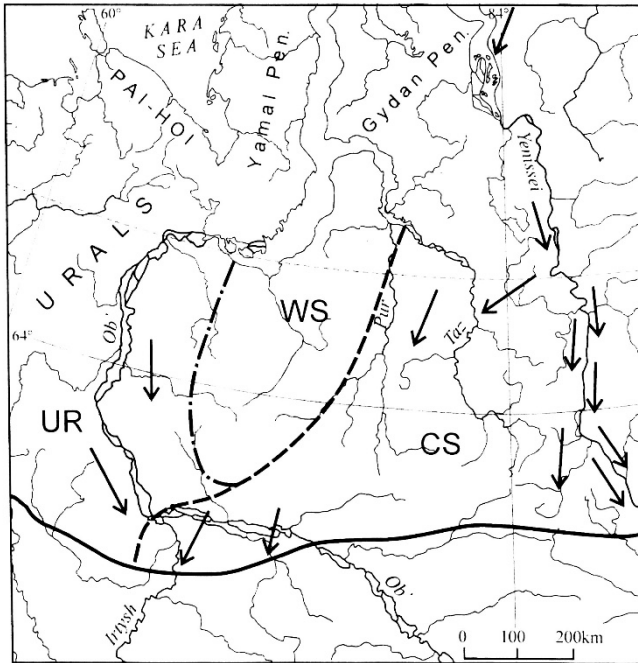 60°
84°
KARA
SEA
PAI-HOI
Yamal Pen.
Gydan Pen.
Yenissei
URALS
Ob'
WS
Pur
Taz
64°
UR
CS
Irtysh
Ob'
0 100 200km